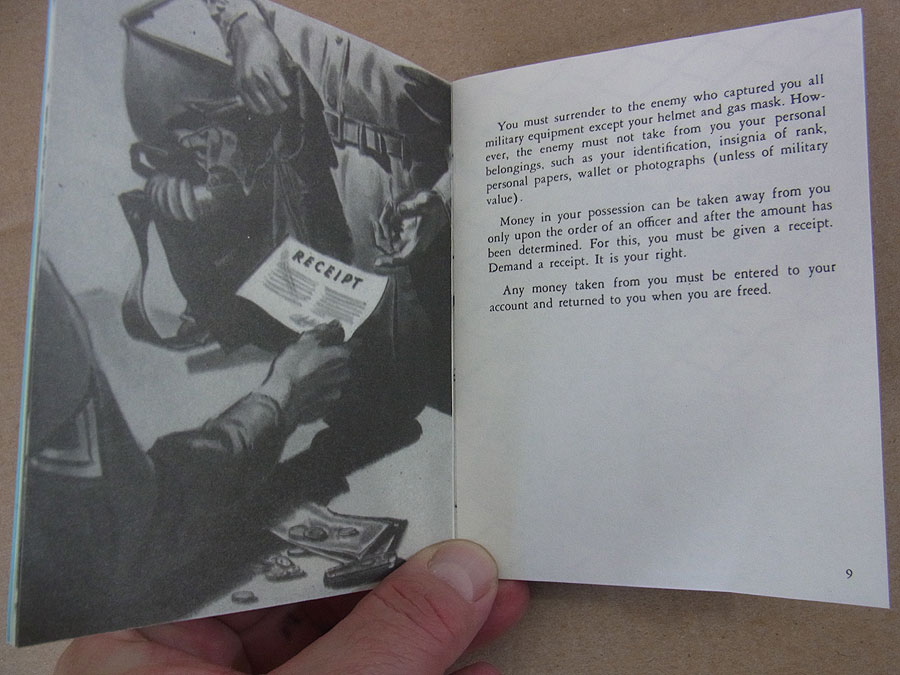 RECEIPT
You must surrender to the enemy who captured you all
military equipment except your helmet and gas mask. How-
ever, the enemy must not take from you your personal
belongings, such as your identification, insignia of rank,
personal papers, wallet or photographs (unless of military
value).
Money in your possession can be taken away from you
only upon the order of an officer and after the amount has
been determined. For this, you must be given a receipt.
Demand a receipt. It is your right.
Any money taken from you must be entered to your
account and returned to you when you are freed.
9